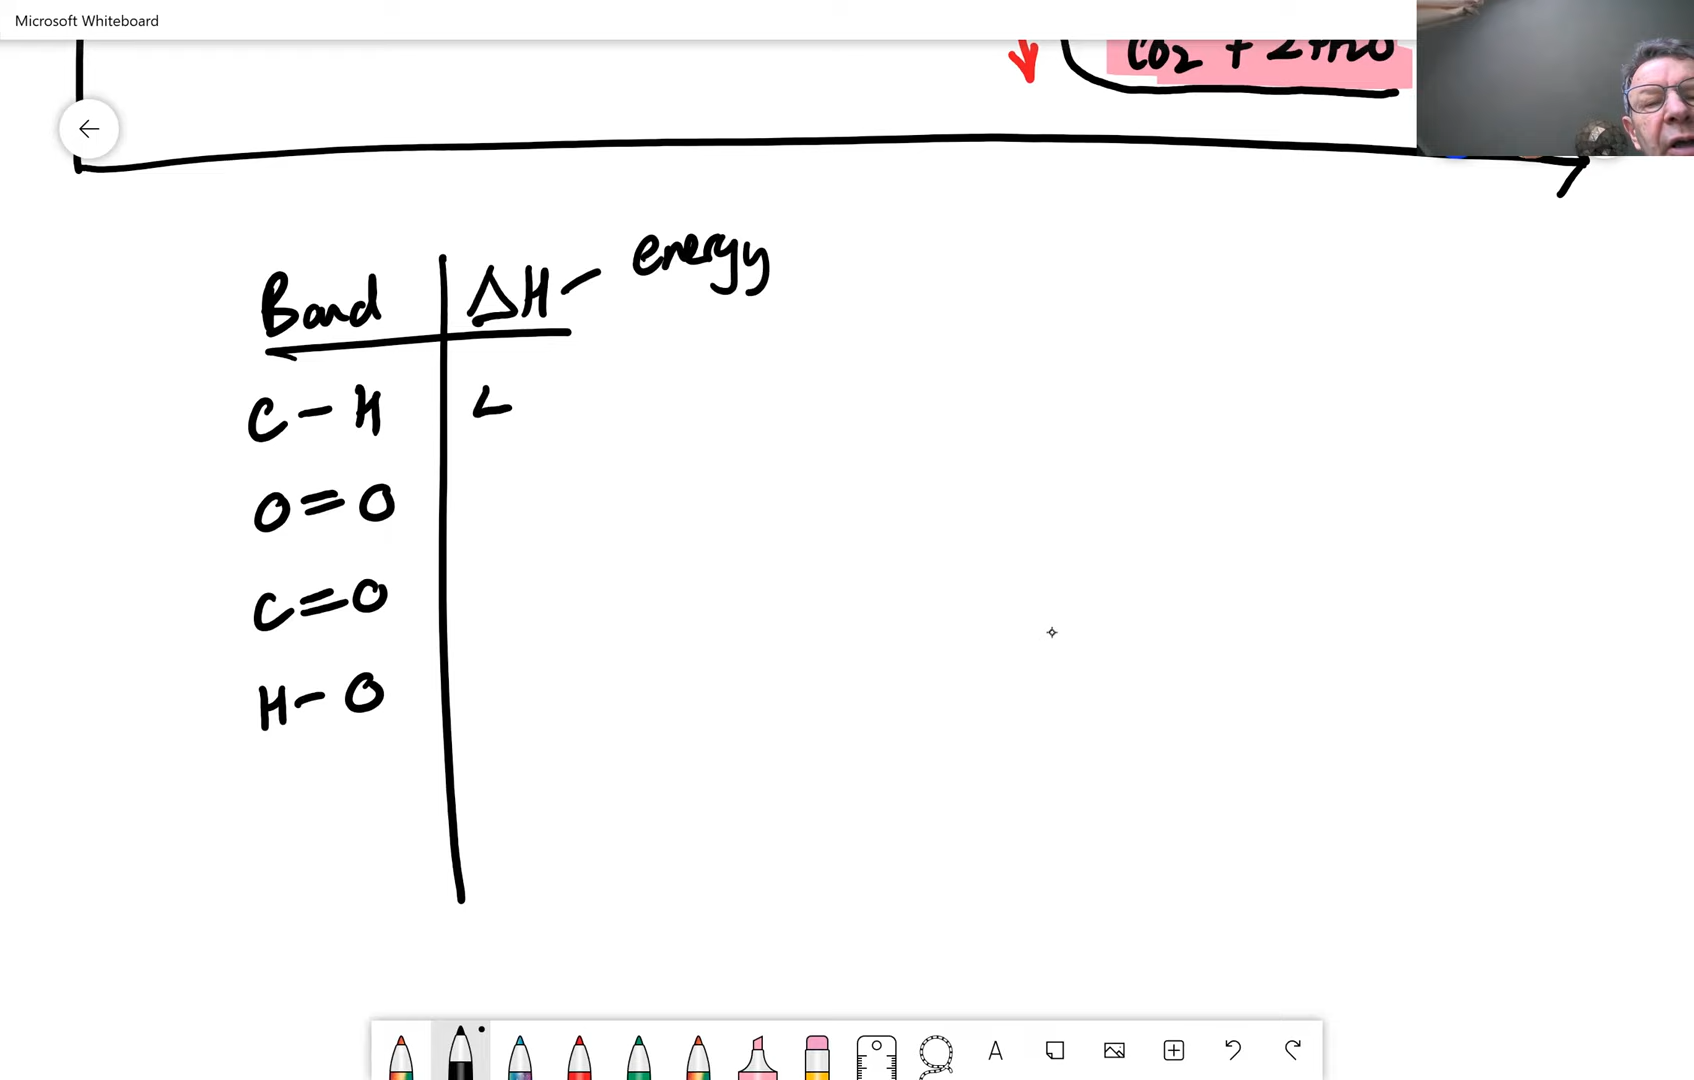 Microsoft Whiteboard
CO2 + 2H2O
Bond ΔH – energy
C – H
O = O
C = O
H – O
A